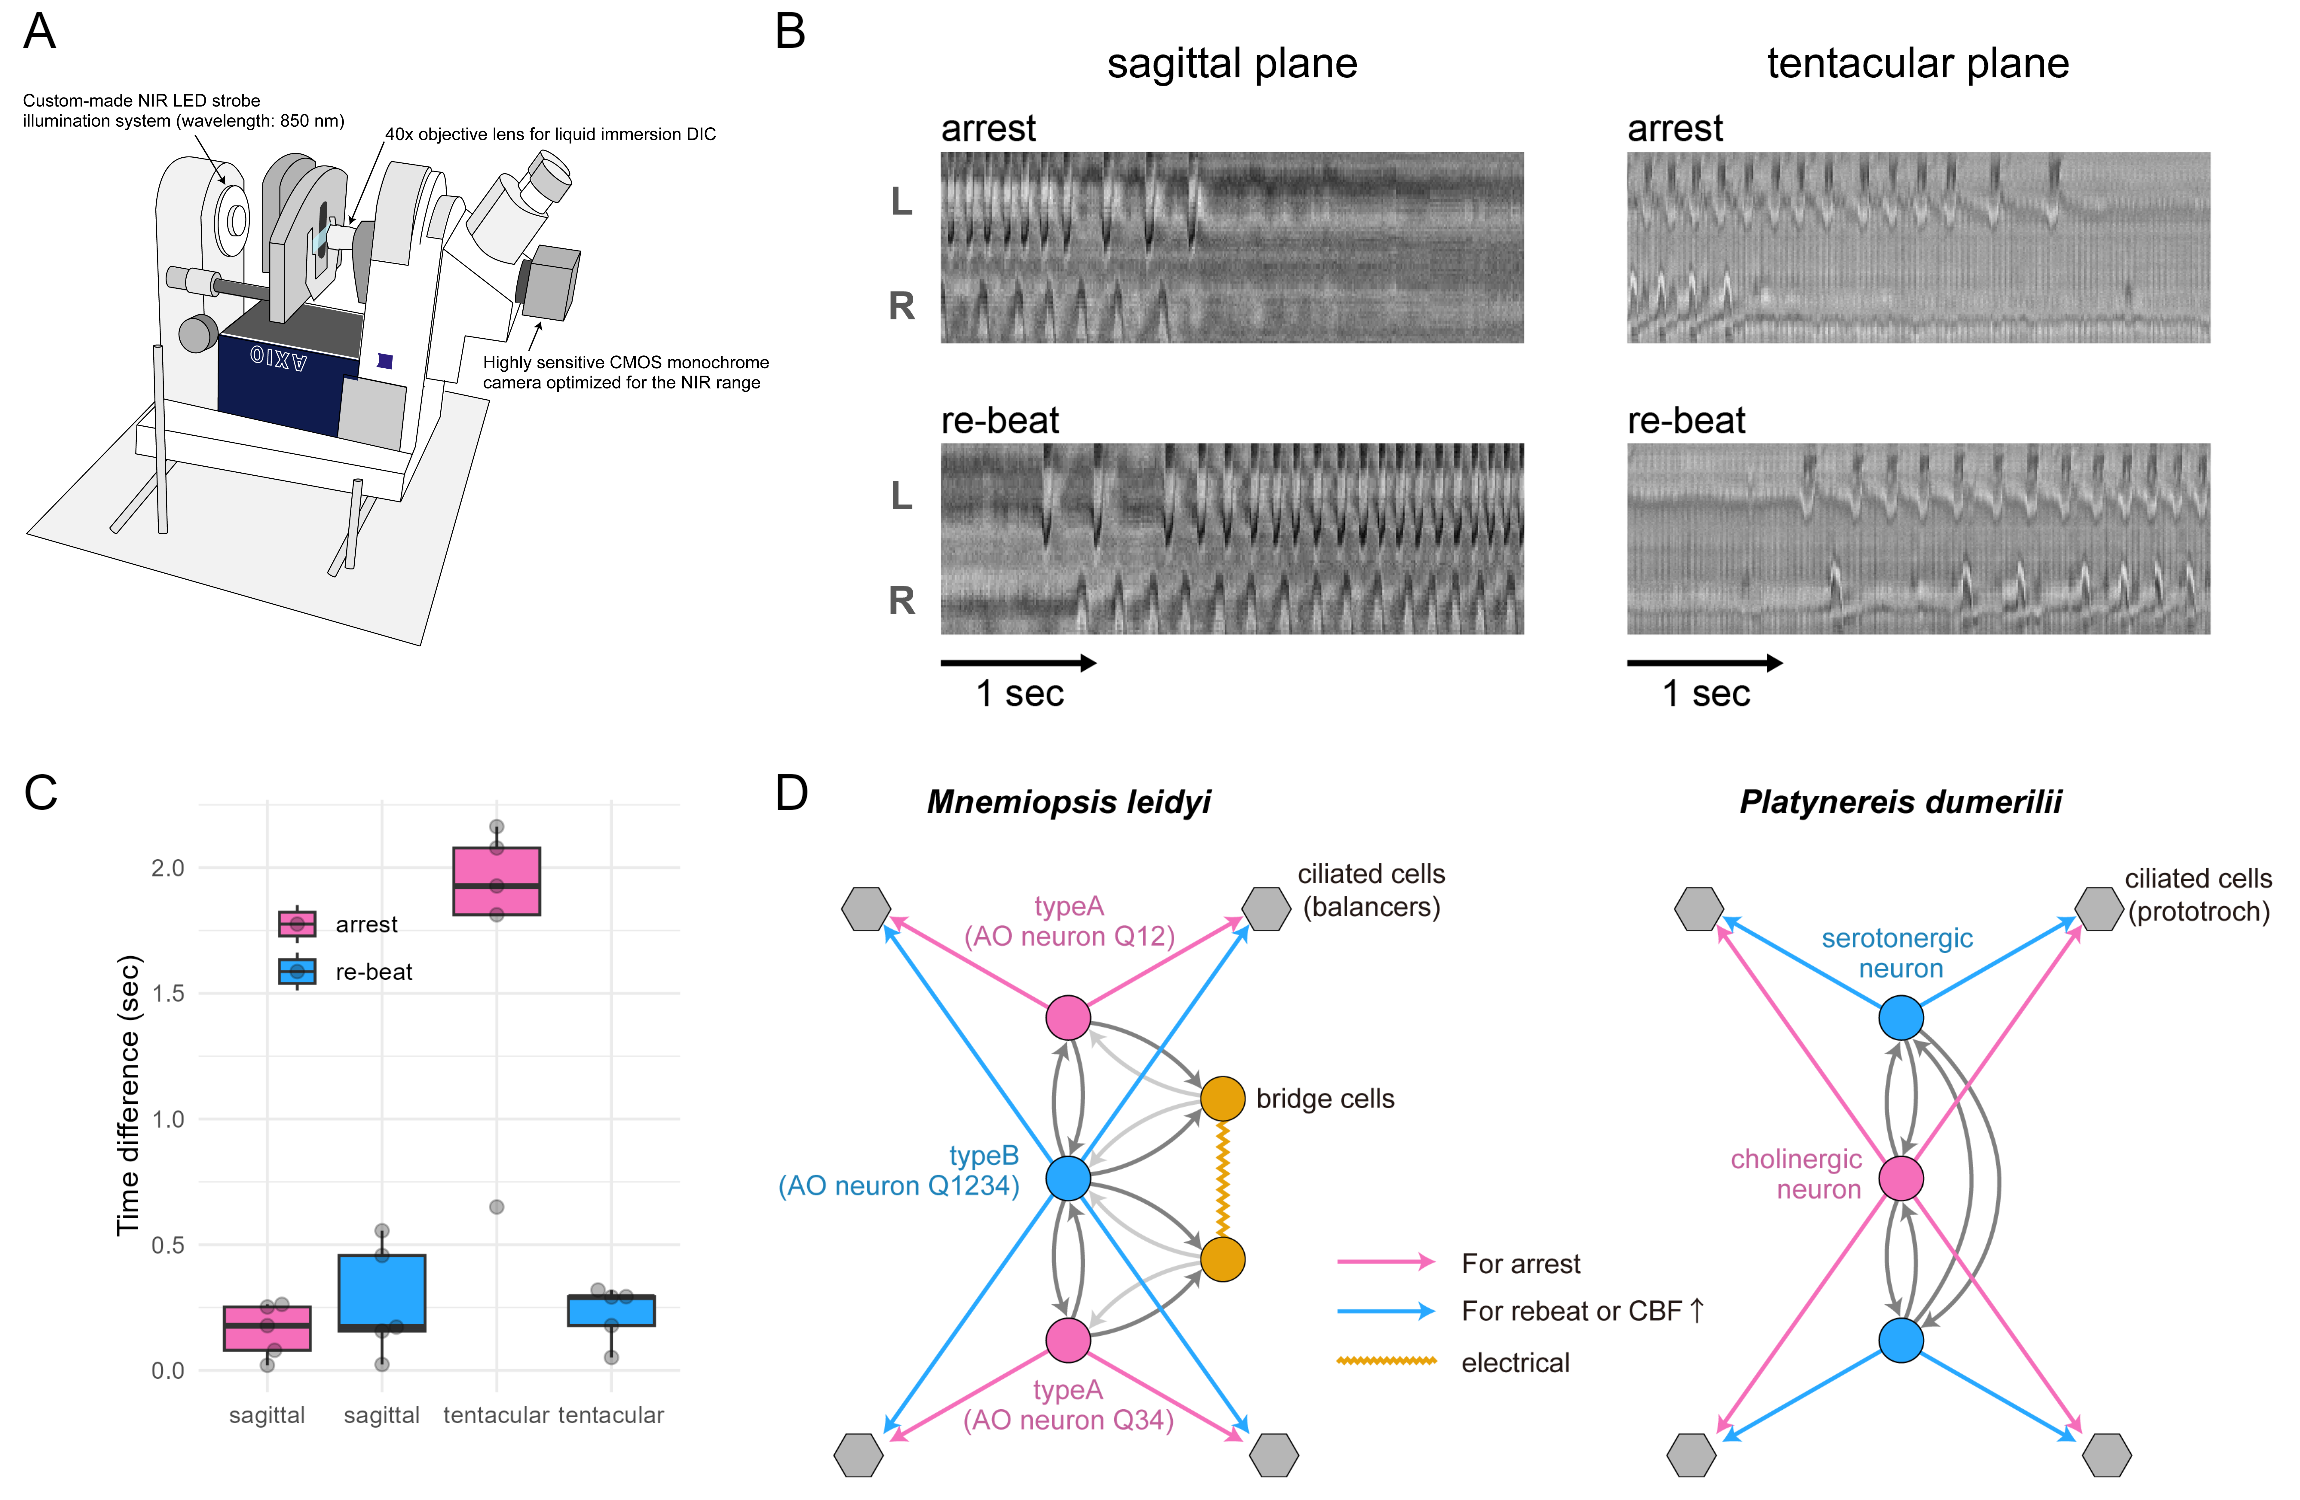 A
Custom-made NIR LED strobe
illumination system (wavelength: 850 nm)
40x objective lens for liquid immersion DIC
AXIO
Highly sensitive CMOS monochrome
camera optimized for the NIR range
B
sagittal plane
tentacular plane
arrest
arrest
L
R
re-beat
re-beat
L
R
1 sec
1 sec
C
Time difference (sec)
2.0
1.5
1.0
0.5
0.0
arrest
re-beat
sagittal
sagittal
tentacular
tentacular
D
Mnemiopsis leidyi
Platynereis dumerilii
typeA
(AO neuron Q12)
ciliated cells
(balancers)
bridge cells
typeB
(AO neuron Q1234)
typeA
(AO neuron Q34)
For arrest
For rebeat or CBF ↑
electrical
ciliated cells
(prototroch)
serotonergic
neuron
cholinergic
neuron